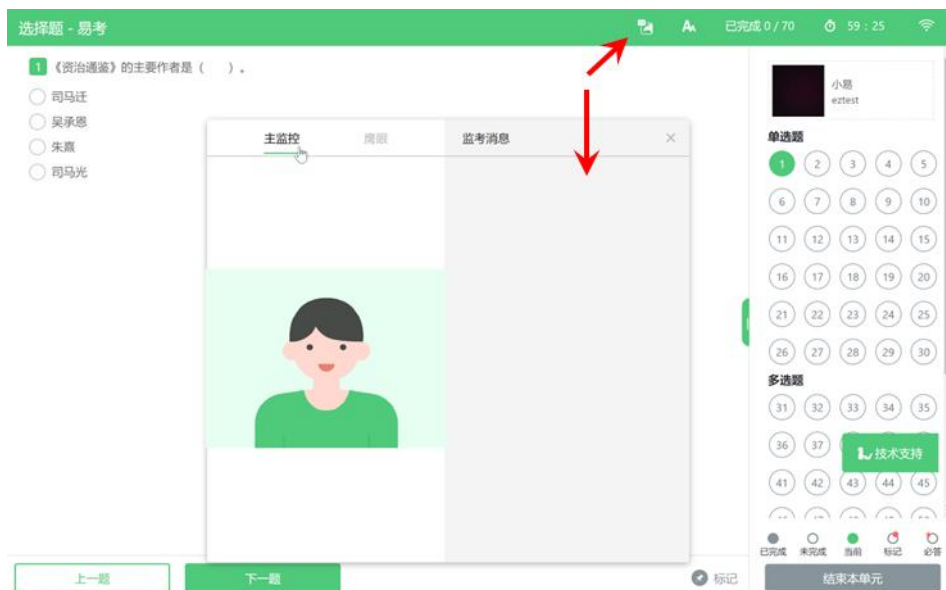 选择题 - 易考
已完成 0 / 70
59 : 25
1 《资治通鉴》的主要作者是（ ）。
司马迁
吴承恩
朱熹
司马光
主监控
鹰眼
监考消息
小易
eztest
单选题
1 2 3 4 5
6 7 8 9 10
11 12 13 14 15
16 17 18 19 20
21 22 23 24 25
26 27 28 29 30
多选题
31 32 33 34 35
36 37
技术支持
41 42 43 44 45
已完成 未完成 当前 标记 必答
上一题
下一题
标记
结束本单元